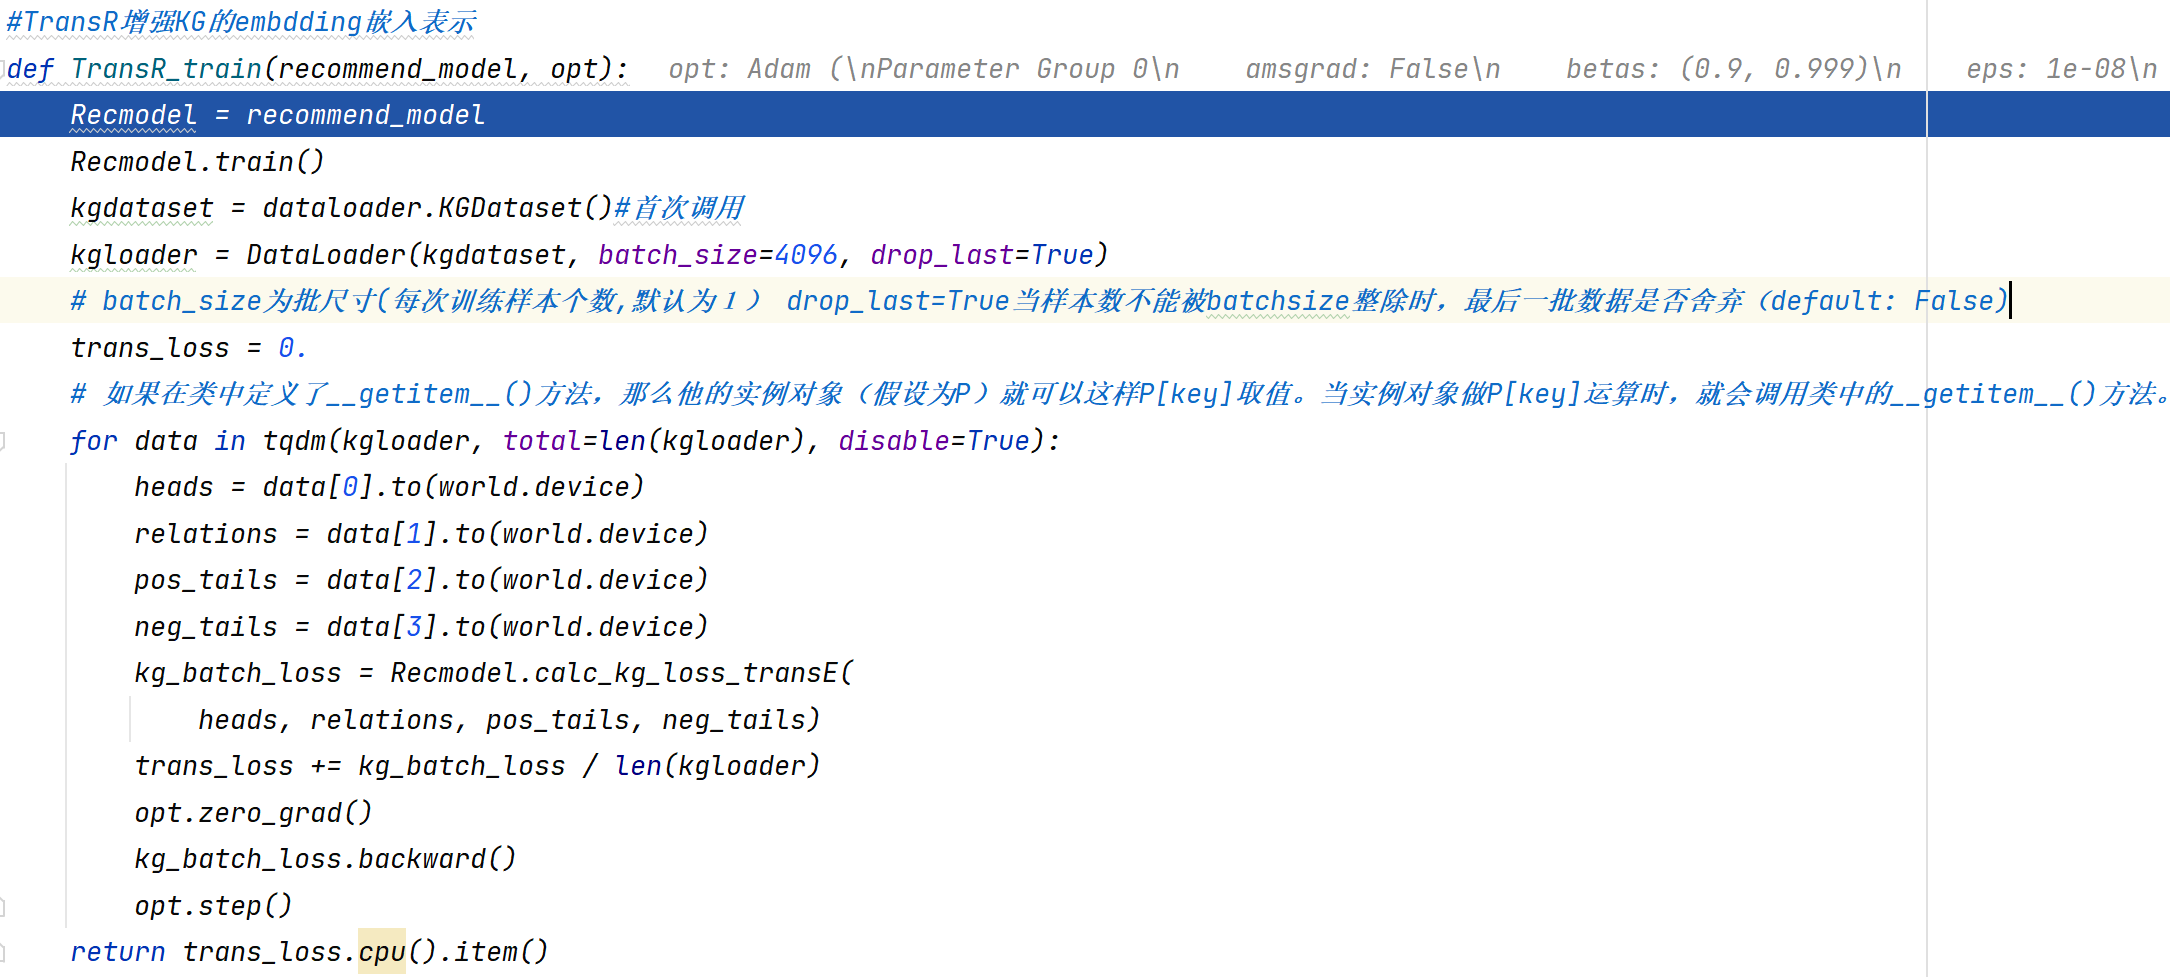 #TransR增强KG的embdding嵌入表示
def TransR_train(recommend_model, opt):   opt: Adam (\nParameter Group 0\n    amsgrad: False\n    betas: (0.9, 0.999)\n    eps: 1e-08\n
    Recmodel = recommend_model
    Recmodel.train()
    kgdataset = dataloader.KGDataset()#首次调用
    kgloader = DataLoader(kgdataset, batch_size=4096, drop_last=True)
    # batch_size为批尺寸(每次训练样本个数,默认为１） drop_last=True当样本数不能被batchsize整除时，最后一批数据是否舍弃（default: False)
    trans_loss = 0.
    # 如果在类中定义了__getitem__()方法，那么他的实例对象（假设为P）就可以这样P[key]取值。当实例对象做P[key]运算时，就会调用类中的__getitem__()方法。
    for data in tqdm(kgloader, total=len(kgloader), disable=True):
        heads = data[0].to(world.device)
        relations = data[1].to(world.device)
        pos_tails = data[2].to(world.device)
        neg_tails = data[3].to(world.device)
        kg_batch_loss = Recmodel.calc_kg_loss_transE(
            heads, relations, pos_tails, neg_tails)
        trans_loss += kg_batch_loss / len(kgloader)
        opt.zero_grad()
        kg_batch_loss.backward()
        opt.step()
    return trans_loss.cpu().item()